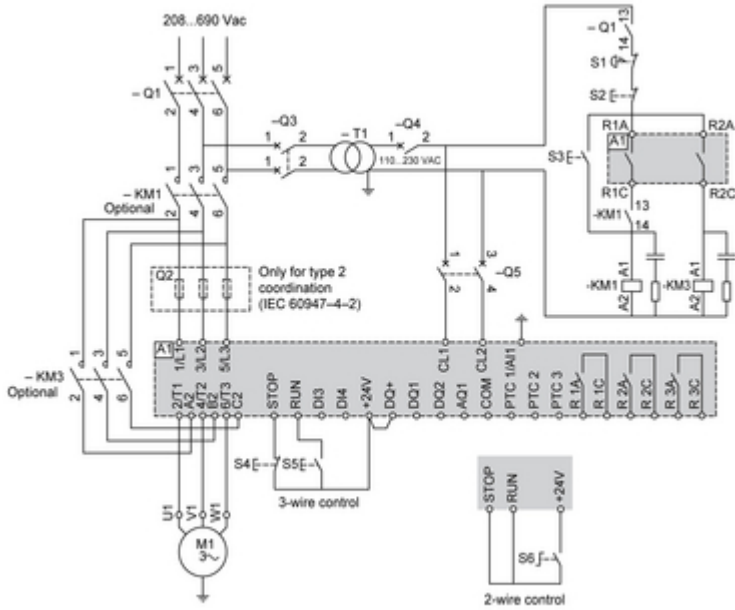 208...690 Vac
1 3 5
– Q1
2 4 6
–Q3
1 2
1 2
– T1
110...230 VAC
–Q4
1 2
13
– Q1
14
S1
S2
S3
R1A R2A
A1
R1C R2C
13
-KM1
14
A1 A1
-KM1 -KM3
A2 A2
1 3 5
– KM1
Optional
2 4 6
Q2
Only for type 2
coordination
(IEC 60947–4–2)
1 3
–Q5
2 4
1 3 5
– KM3
Optional
2 4 6
A1
1/L1 3/L2 5/L3 CL1 CL2 PTC 1/AI1 PTC 2 PTC 3
2/T1 A2 4/T2 B2 6/T3 C2 STOP RUN DI3 DI4 +24V DQ+ DQ1 DQ2 AQ1 COM R 1A R 1C R 2A R 2C R 3A R 3C
S4 S5
3-wire control
U1 V1 W1
M1
3
STOP RUN +24V
S6
2-wire control